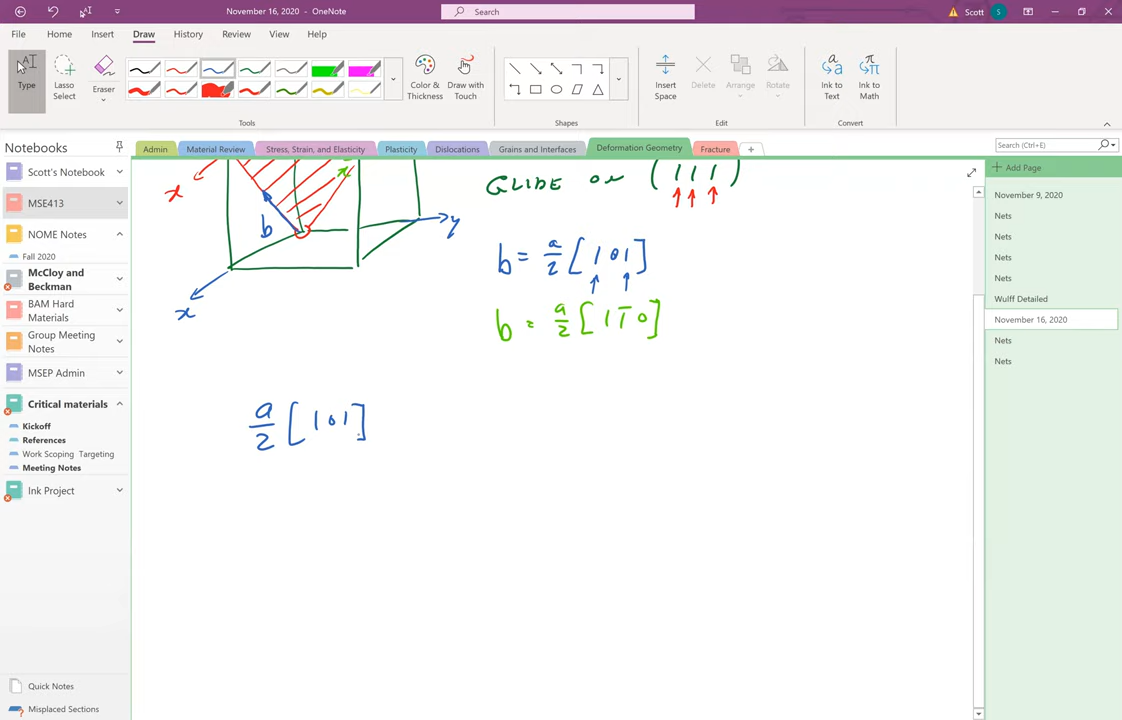 November 16, 2020 - OneNote
Search
Scott S
File Home Insert Draw History Review View Help
Type
Lasso Select
Eraser
Color & Thickness
Draw with Touch
Insert Space
Delete
Arrange
Rotate
Ink to Text
Ink to Math
Tools
Shapes
Edit
Convert
Notebooks
Admin Material Review Stress, Strain, and Elasticity Plasticity Dislocations Grains and Interfaces Deformation Geometry Fracture
Search (Ctrl+E)
Scott's Notebook
MSE413
NOME Notes
Fall 2020
McCloy and Beckman
BAM Hard Materials
Group Meeting Notes
MSEP Admin
Critical materials
Kickoff
References
Work Scoping Targeting
Meeting Notes
Ink Project
Quick Notes
Misplaced Sections
x
b
y
x
GLIDE ON (111)
b = a/2 [101]
b = a/2 [11̅0]
a/2 [101]
Add Page
November 9, 2020
Nets
Nets
Nets
Nets
Wulff Detailed
November 16, 2020
Nets
Nets